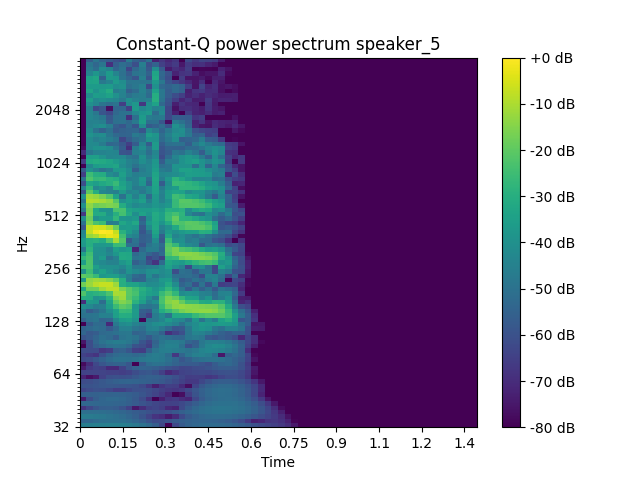 Constant-Q power spectrum speaker_5
Hz
2048
1024
512
256
128
64
32
0 0.15 0.3 0.45 0.6 0.75 0.9 1.1 1.2 1.4
Time
+0 dB
-10 dB
-20 dB
-30 dB
-40 dB
-50 dB
-60 dB
-70 dB
-80 dB